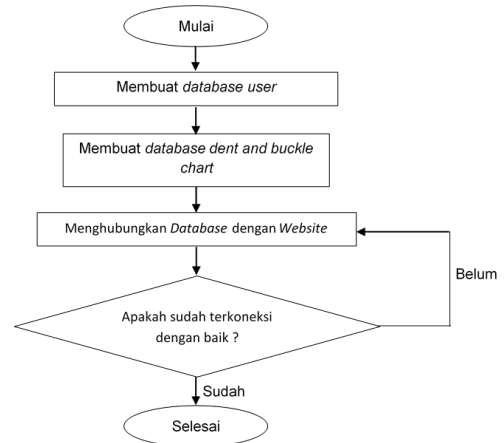 Mulai
Membuat database user
Membuat database dent and buckle
chart
Menghubungkan Database dengan Website
Belum
Apakah sudah terkoneksi
dengan baik ?
Sudah
Selesai